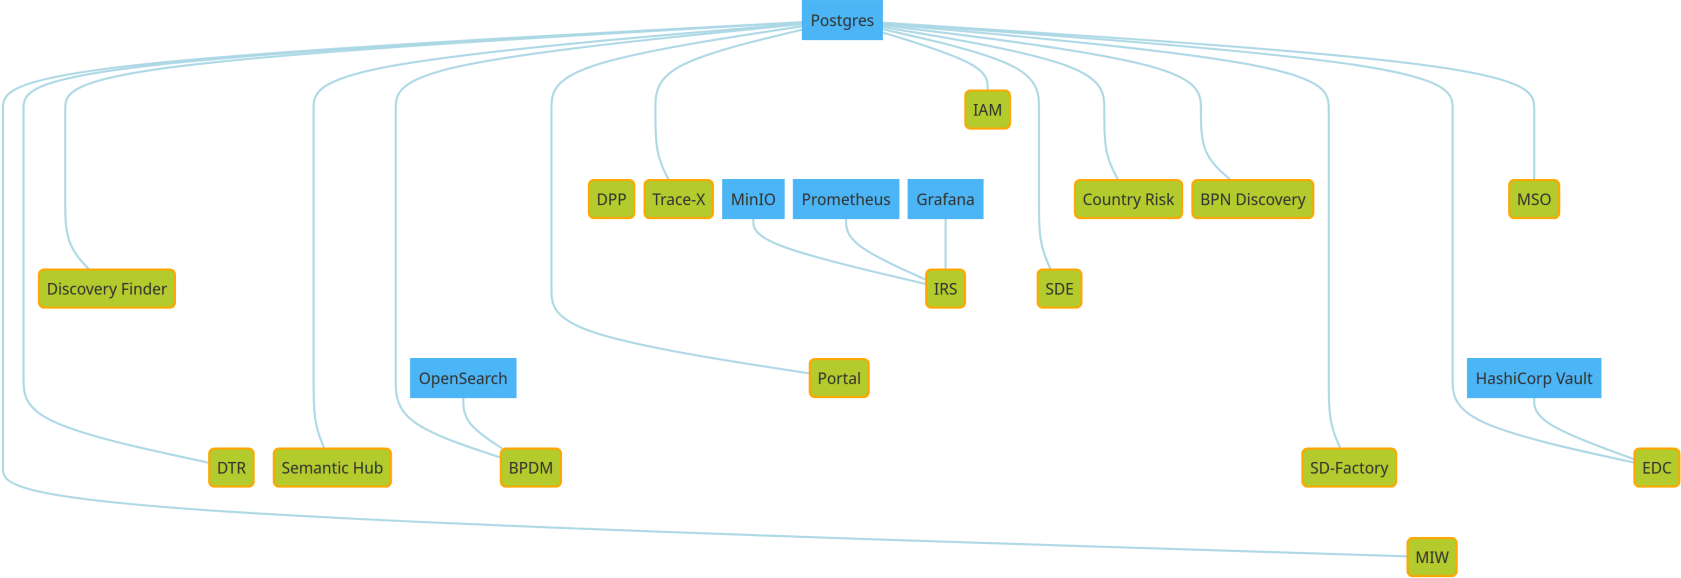 Postgres
IAM
DPP
Trace-X
MinIO
Prometheus
Grafana
Country Risk
BPN Discovery
MSO
Discovery Finder
IRS
SDE
OpenSearch
Portal
HashiCorp Vault
DTR
Semantic Hub
BPDM
SD-Factory
EDC
MIW